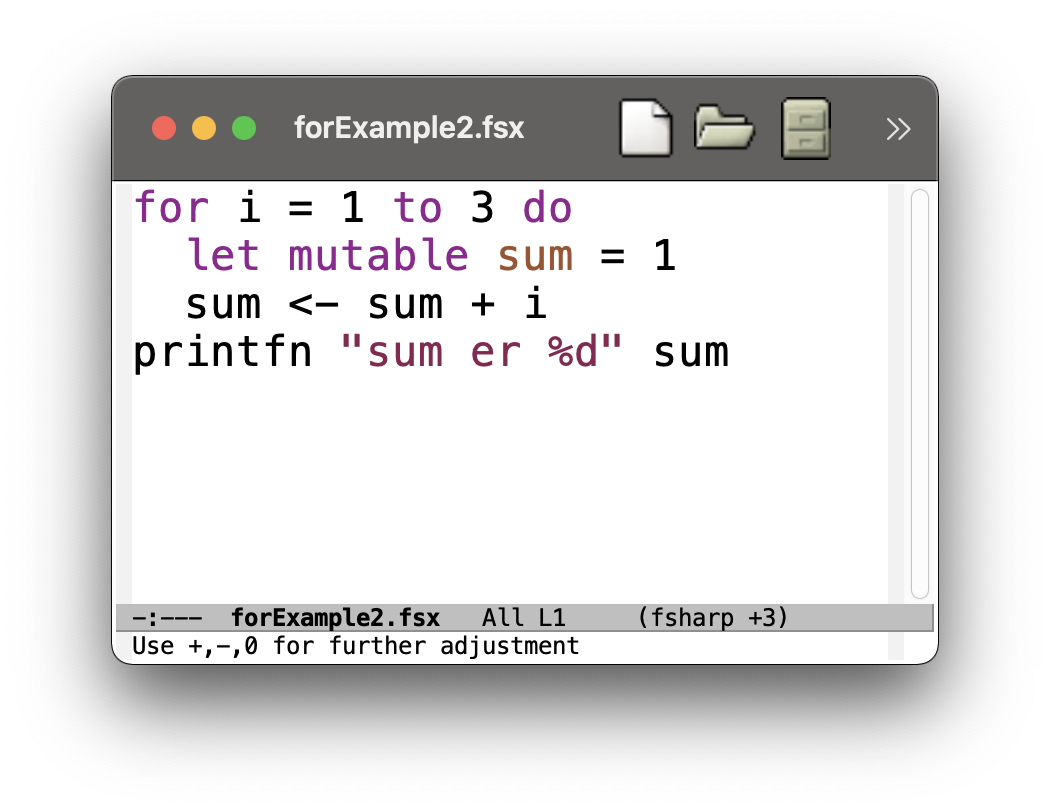 forExample2.fsx
for i = 1 to 3 do
  let mutable sum = 1
  sum <- sum + i
printfn "sum er %d" sum
-:--- forExample2.fsx All L1 (fsharp +3)
Use +,-,0 for further adjustment